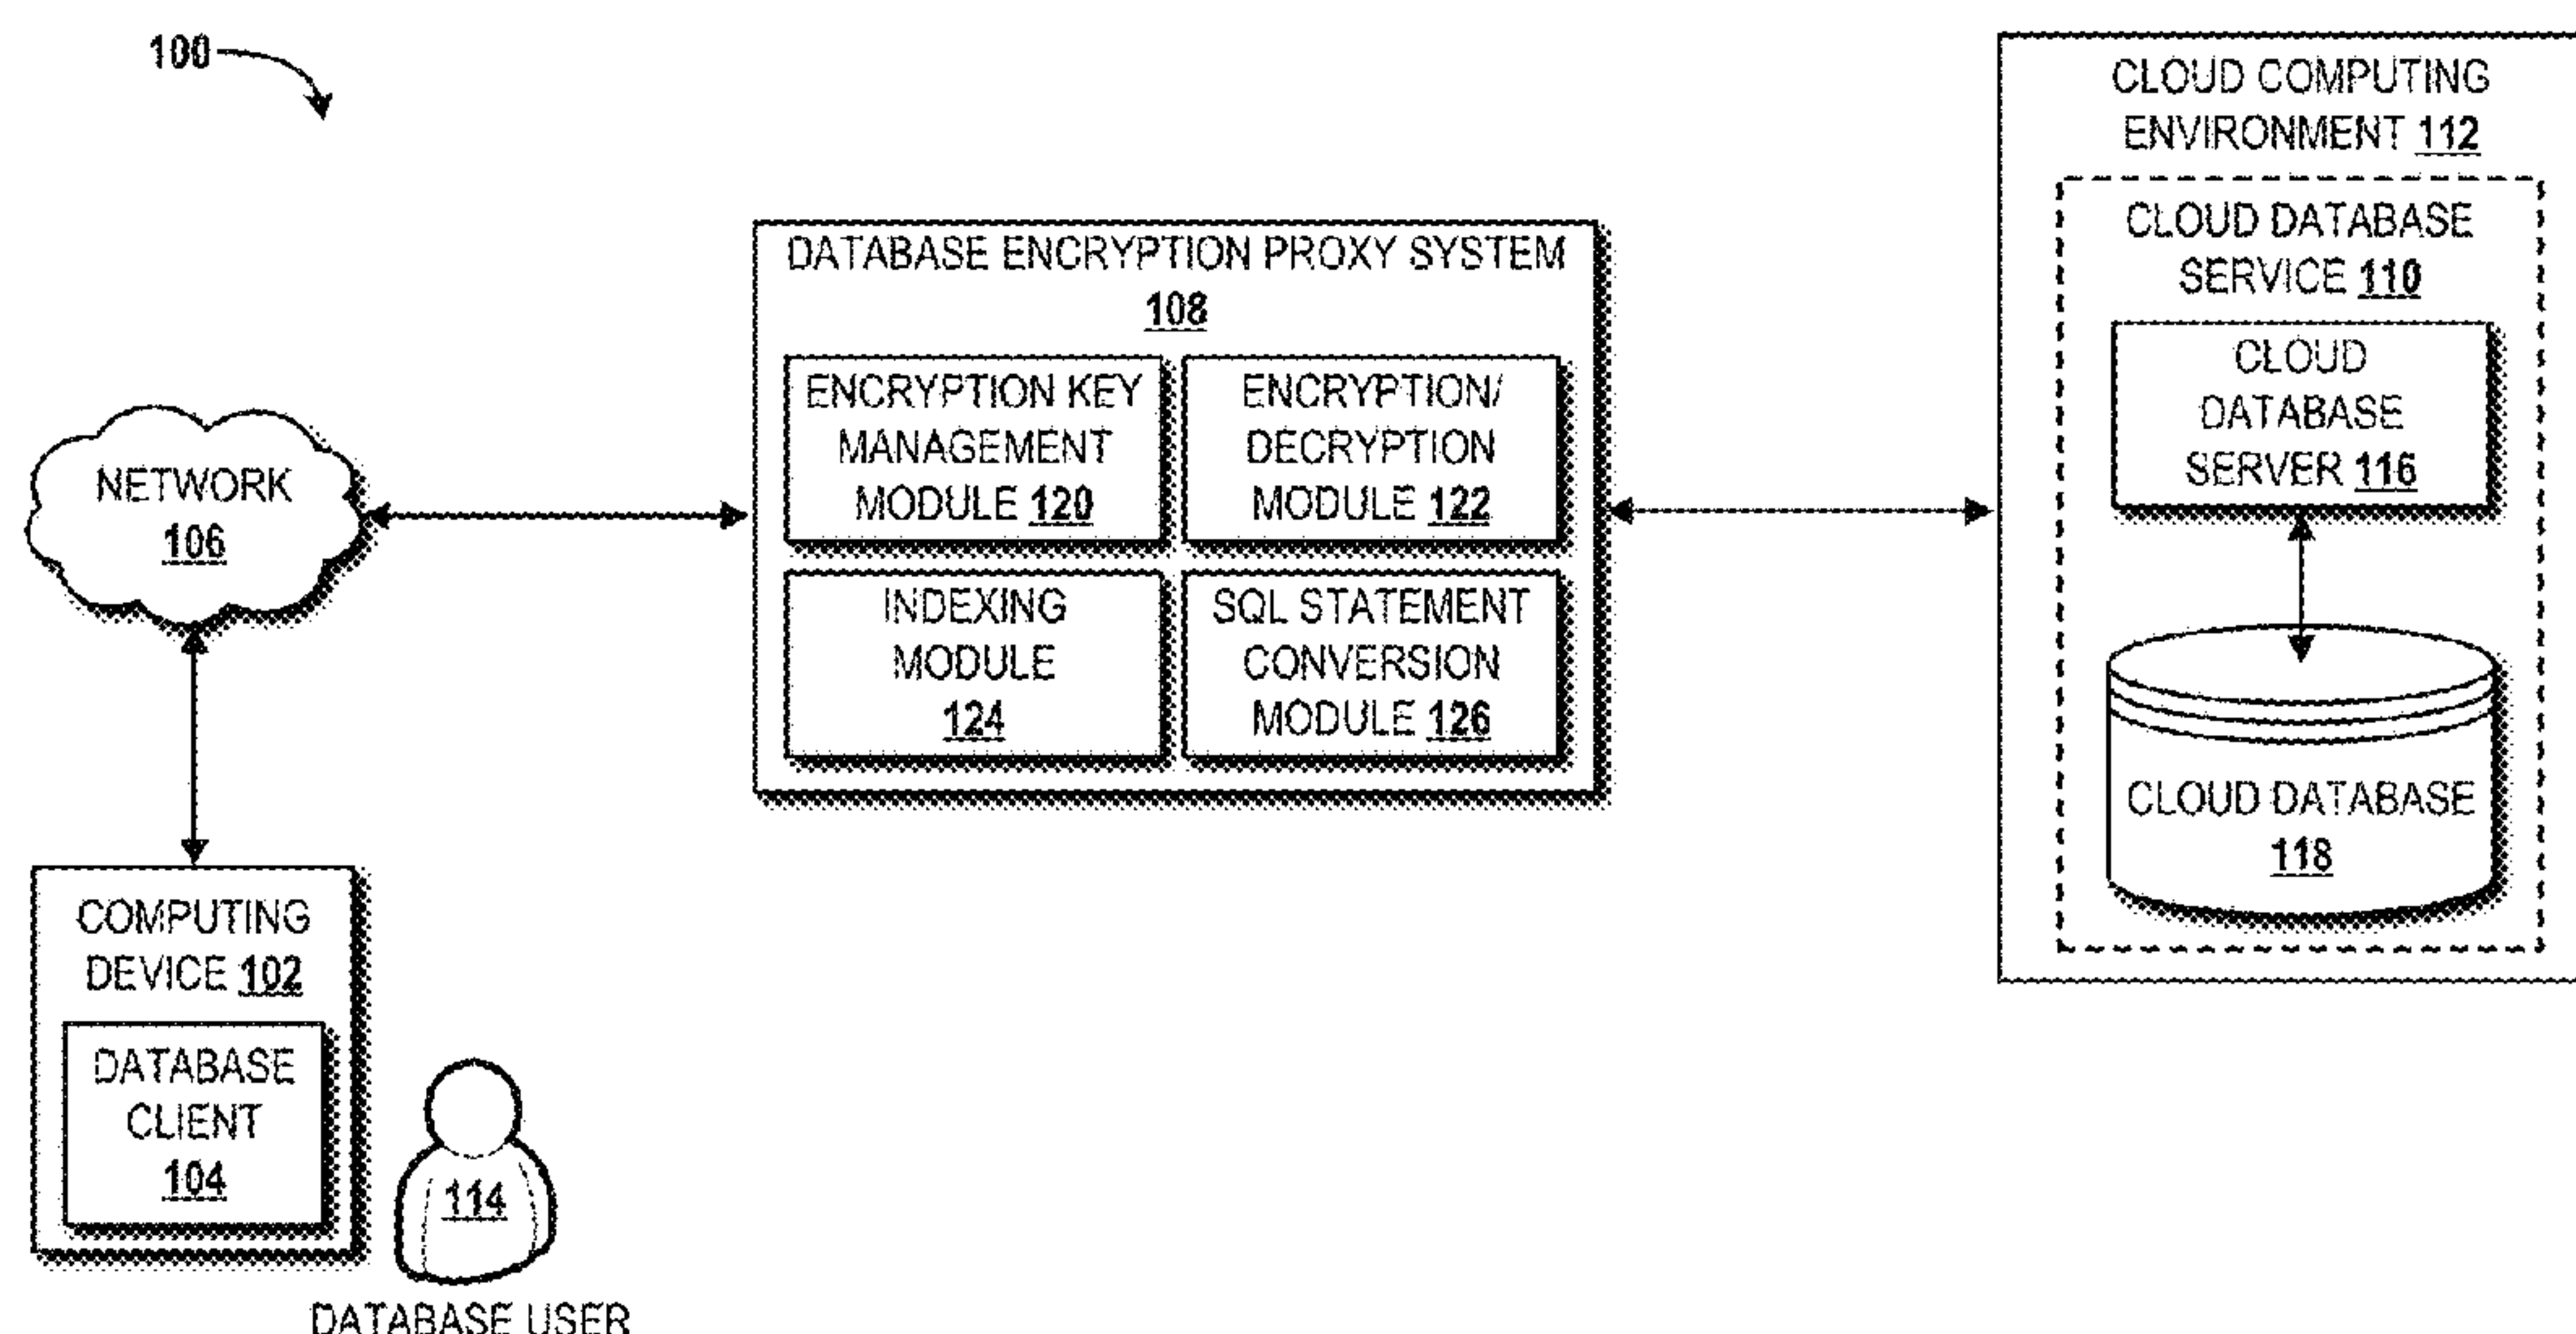 100
CLOUD COMPUTING
ENVIRONMENT 112
CLOUD DATABASE
SERVICE 110
CLOUD
DATABASE
SERVER 116
CLOUD DATABASE
118
DATABASE ENCRYPTION PROXY SYSTEM
108
ENCRYPTION KEY
MANAGEMENT
MODULE 120
ENCRYPTION/
DECRYPTION
MODULE 122
INDEXING
MODULE
124
SQL STATEMENT
CONVERSION
MODULE 126
NETWORK
106
COMPUTING
DEVICE 102
DATABASE
CLIENT
104
114
DATABASE USER